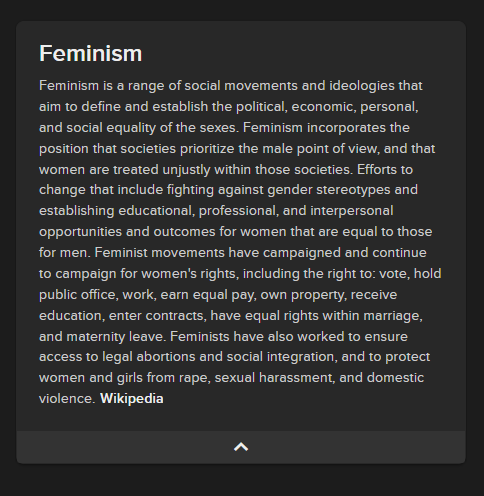 Feminism
Feminism is a range of social movements and ideologies that
aim to define and establish the political, economic, personal,
and social equality of the sexes. Feminism incorporates the
position that societies prioritize the male point of view, and that
women are treated unjustly within those societies. Efforts to
change that include fighting against gender stereotypes and
establishing educational, professional, and interpersonal
opportunities and outcomes for women that are equal to those
for men. Feminist movements have campaigned and continue
to campaign for women's rights, including the right to: vote, hold
public office, work, earn equal pay, own property, receive
education, enter contracts, have equal rights within marriage,
and maternity leave. Feminists have also worked to ensure
access to legal abortions and social integration, and to protect
women and girls from rape, sexual harassment, and domestic
violence. Wikipedia